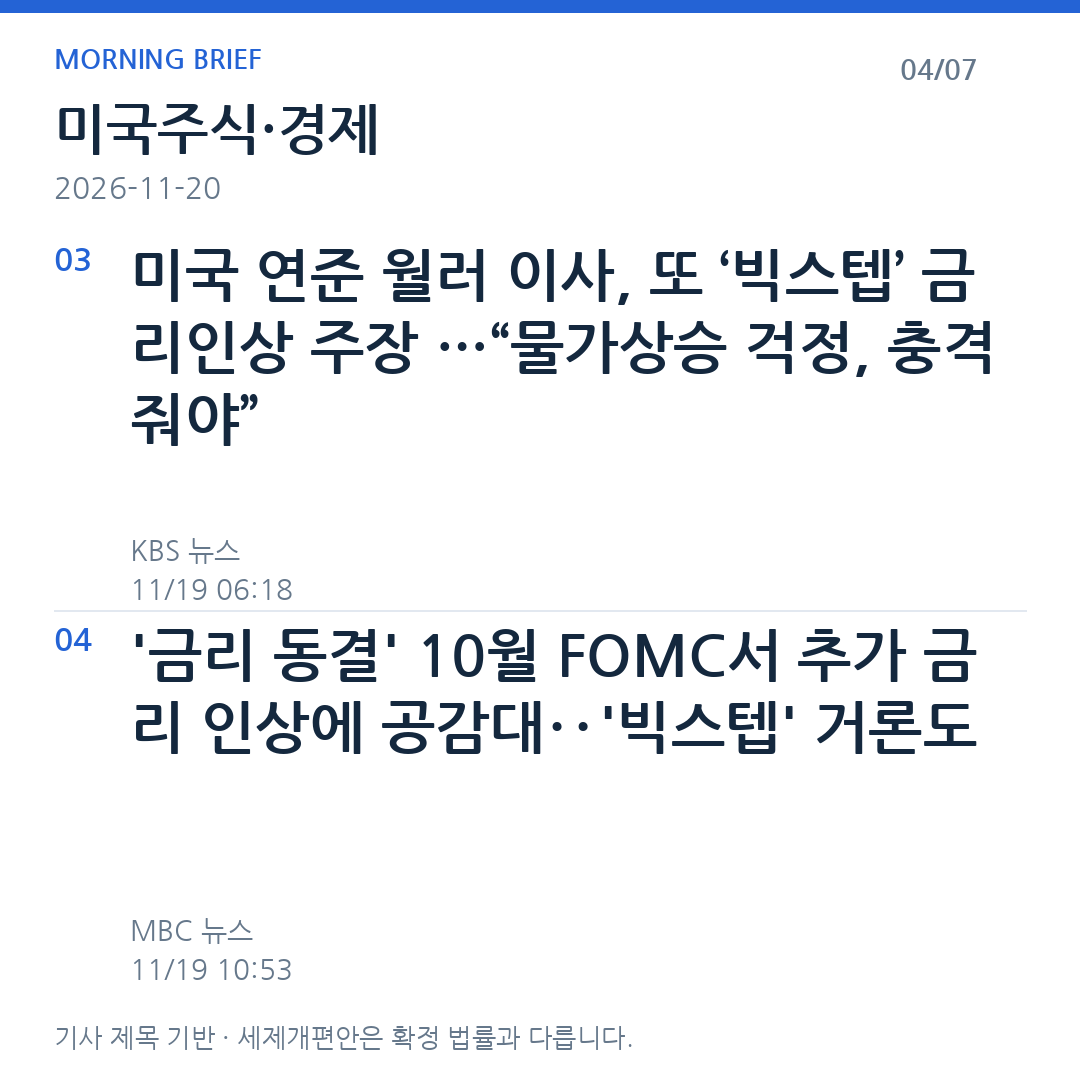 MORNING BRIEF
04/07
미국주식·경제
2026-11-20
03
미국 연준 월러 이사, 또 ‘빅스텝’ 금
리인상 주장 …“물가상승 걱정, 충격
줘야”
KBS 뉴스
11/19 06:18
04
'금리 동결' 10월 FOMC서 추가 금
리 인상에 공감대‥'빅스텝' 거론도
MBC 뉴스
11/19 10:53
기사 제목 기반 · 세제개편안은 확정 법률과 다릅니다.